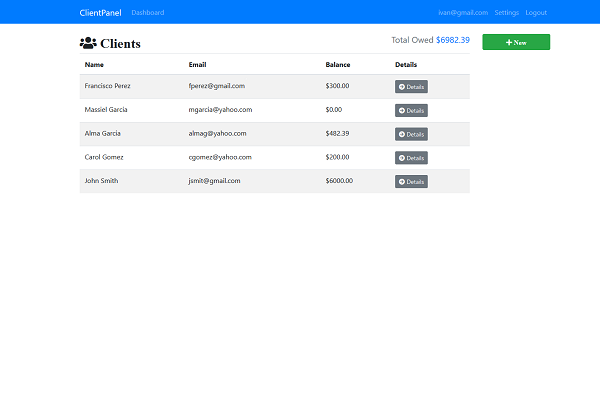 ClientPanel Dashboard ivan@gmail.com Settings Logout
Clients Total Owed $6982.39 New
Name Email Balance Details
Francisco Perez fperez@gmail.com $300.00 Details
Massiel Garcia mgarcia@yahoo.com $0.00 Details
Alma Garcia almag@yahoo.com $482.39 Details
Carol Gomez cgomez@yahoo.com $200.00 Details
John Smith jsmit@gmail.com $6000.00 Details